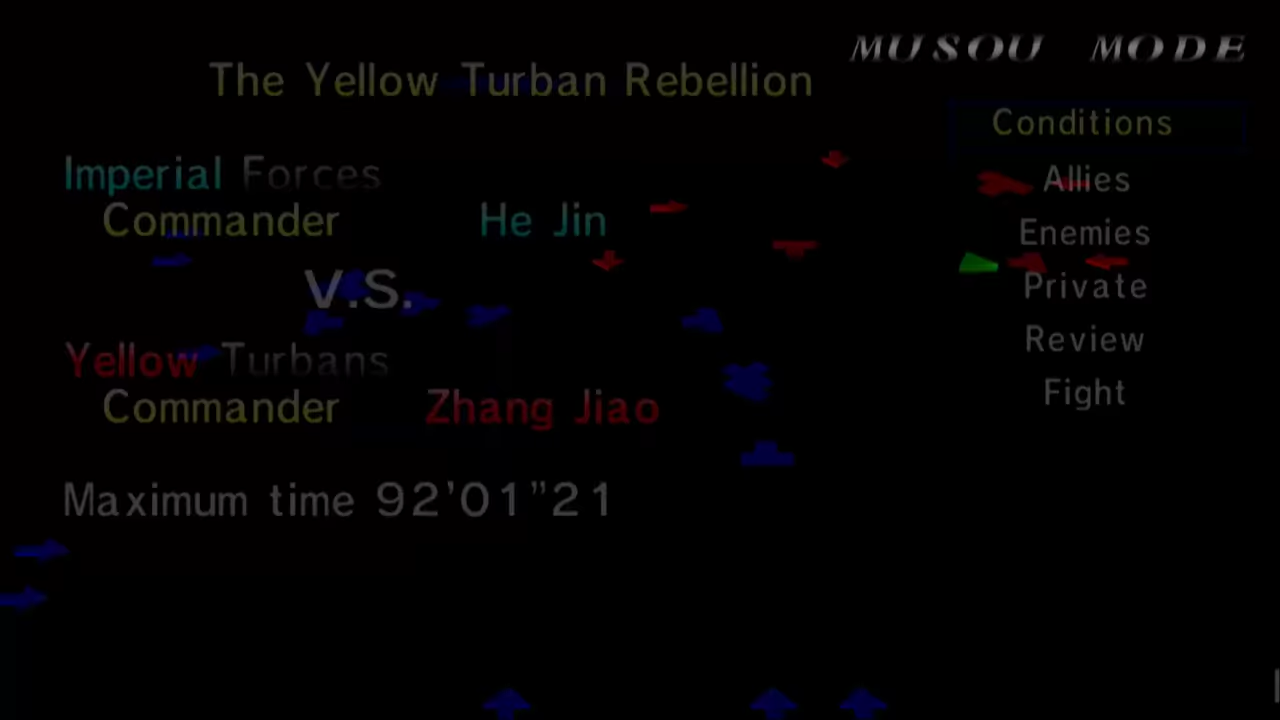 MUSOU MODE
The Yellow Turban Rebellion
Conditions
Imperial Forces
Allies
Commander He Jin
Enemies
V.S.
Private
Review
Yellow Turbans
Fight
Commander Zhang Jiao
Maximum time 92'01"21